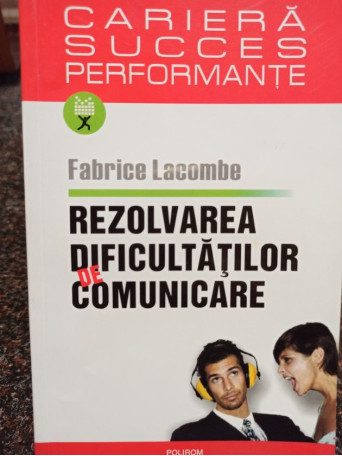 CARIERĂ
SUCCES
PERFORMANȚE
Fabrice Lacombe
REZOLVAREA
DIFICULTĂȚILOR
DE
COMUNICARE
POLIROM